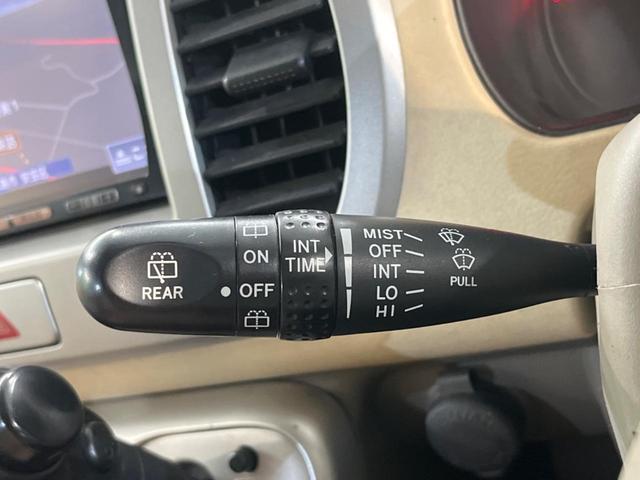 REAR
ON
OFF
INT
TIME
MIST
OFF
INT
LO
HI
PULL